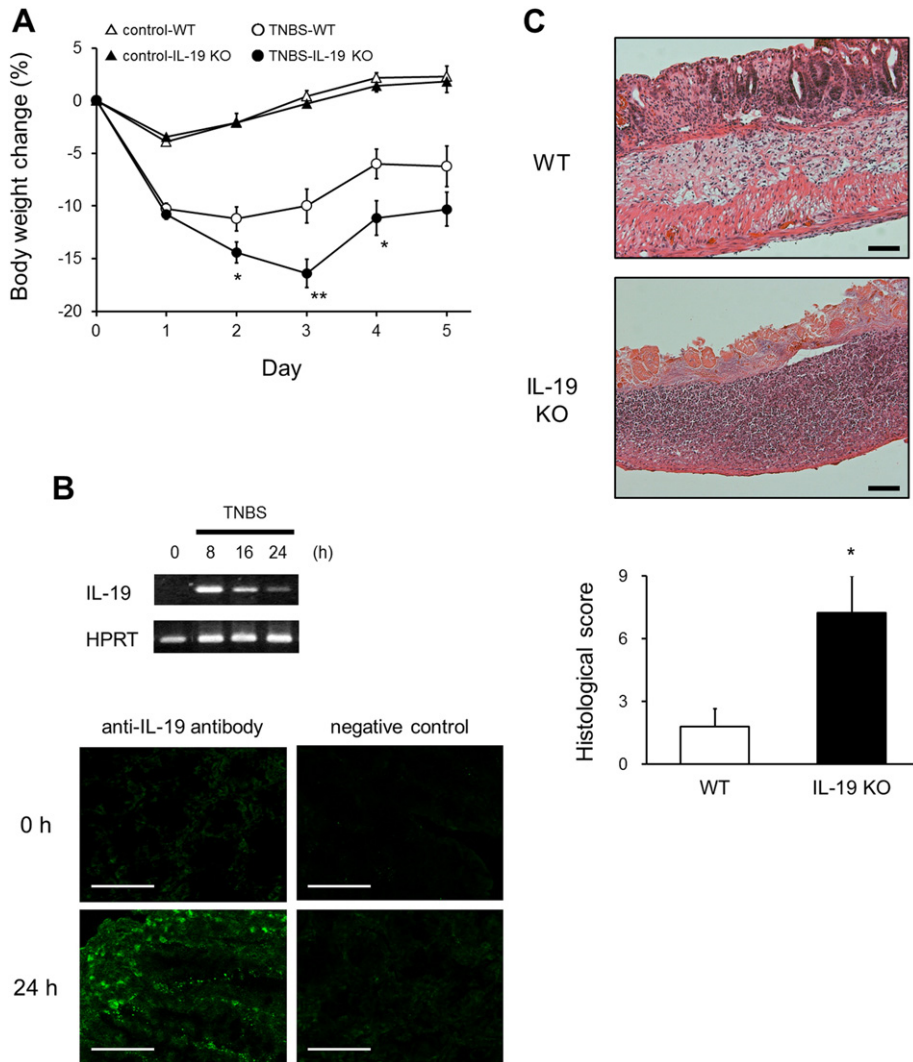 A
control-WT
TNBS-WT
control-IL-19 KO
TNBS-IL-19 KO
Body weight change (%)
5
0
-5
-10
-15
-20
*
**
*
0 1 2 3 4 5
Day
B
TNBS
0 8 16 24 (h)
IL-19
HPRT
anti-IL-19 antibody
negative control
0 h
24 h
C
WT
IL-19
KO
*
Histological score
9
6
3
0
WT
IL-19 KO